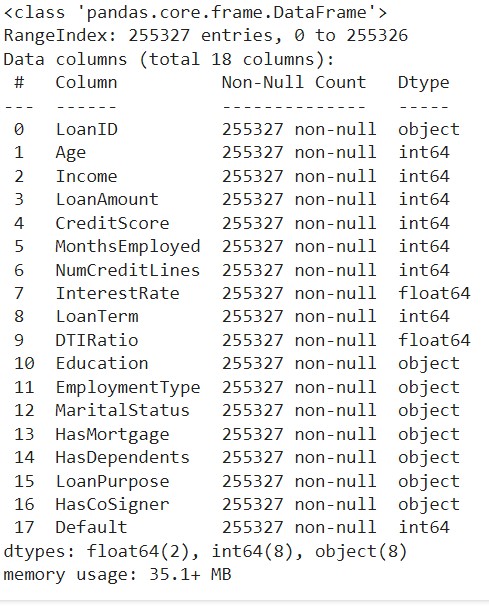 <class 'pandas.core.frame.DataFrame'>
RangeIndex: 255327 entries, 0 to 255326
Data columns (total 18 columns):
 #   Column          Non-Null Count   Dtype
---  ------          --------------   -----
 0   LoanID          255327 non-null  object
 1   Age             255327 non-null  int64
 2   Income          255327 non-null  int64
 3   LoanAmount      255327 non-null  int64
 4   CreditScore     255327 non-null  int64
 5   MonthsEmployed  255327 non-null  int64
 6   NumCreditLines  255327 non-null  int64
 7   InterestRate    255327 non-null  float64
 8   LoanTerm        255327 non-null  int64
 9   DTIRatio        255327 non-null  float64
 10  Education       255327 non-null  object
 11  EmploymentType  255327 non-null  object
 12  MaritalStatus   255327 non-null  object
 13  HasMortgage     255327 non-null  object
 14  HasDependents   255327 non-null  object
 15  LoanPurpose     255327 non-null  object
 16  HasCoSigner     255327 non-null  object
 17  Default         255327 non-null  int64
dtypes: float64(2), int64(8), object(8)
memory usage: 35.1+ MB